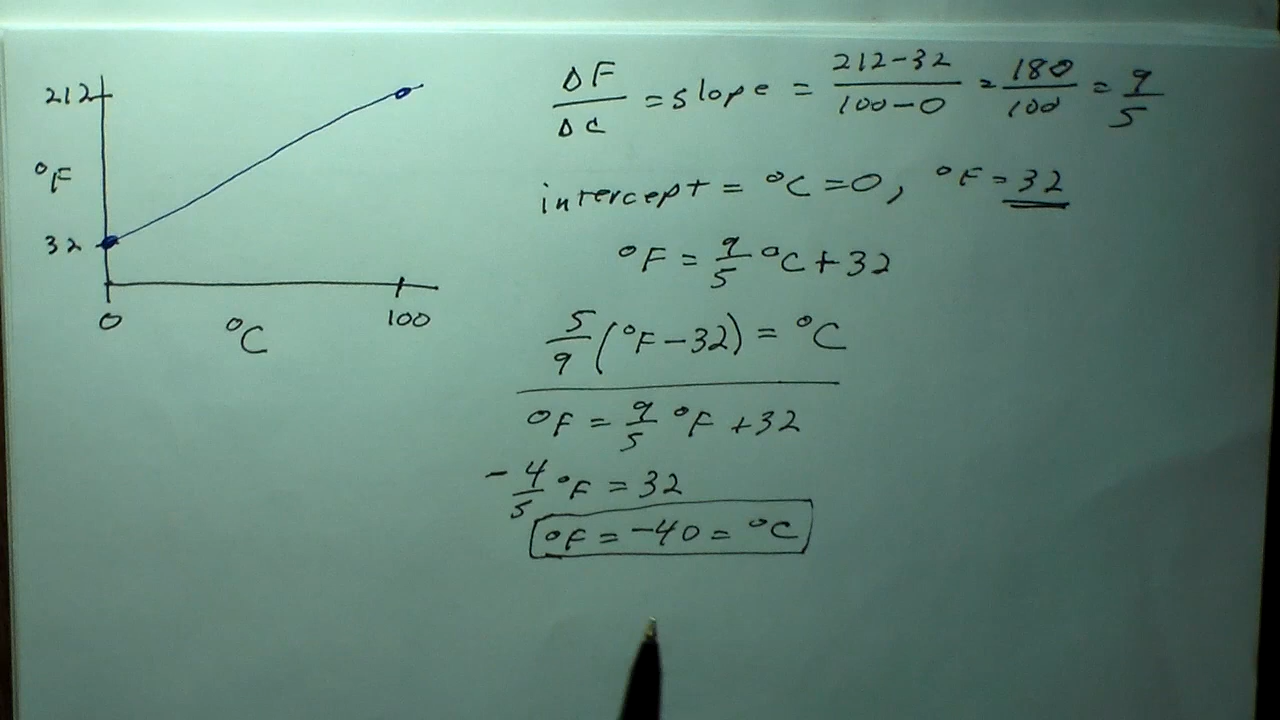 212
°F
32
0
°C
100
ΔF/ΔC = slope = 212-32/100-0 = 180/100 = 9/5
intercept = °C=0, °F=32
°F = 9/5 °C + 32
5/9 (°F-32) = °C
°F = 9/5 °F + 32
-4/5 °F = 32
°F = -40 = °C